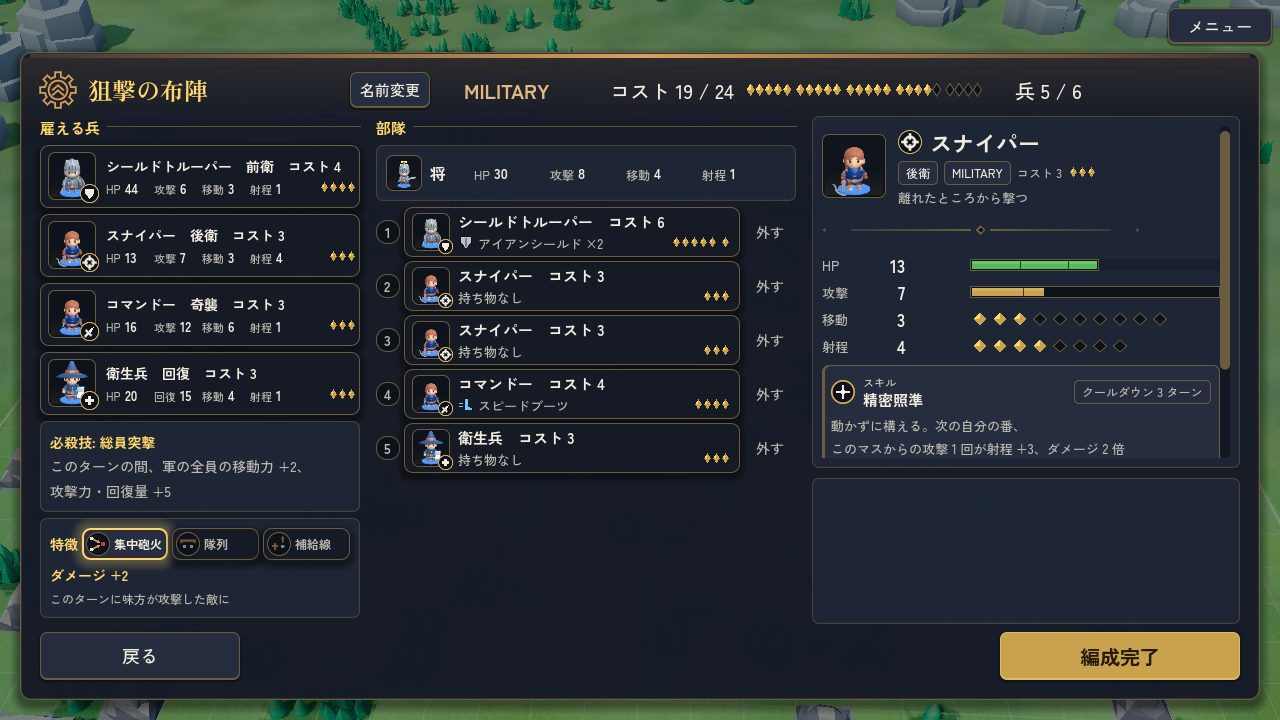 メニュー
狙撃の布陣
名前変更
MILITARY
コスト 19 / 24
兵 5 / 6
雇える兵
シールドトルーパー 前衛 コスト 4
HP 44 攻撃 6 移動 3 射程 1
スナイパー 後衛 コスト 3
HP 13 攻撃 7 移動 3 射程 4
コマンドー 奇襲 コスト 3
HP 16 攻撃 12 移動 6 射程 1
衛生兵 回復 コスト 3
HP 20 回復 15 移動 4 射程 1
必殺技: 総員突撃
このターンの間、軍の全員の移動力 +2、
攻撃力・回復量 +5
特徴
集中砲火
隊列
補給線
ダメージ +2
このターンに味方が攻撃した敵に
戻る
部隊
将 HP 30 攻撃 8 移動 4 射程 1
1
シールドトルーパー コスト 6
アイアンシールド ×2
外す
2
スナイパー コスト 3
持ち物なし
外す
3
スナイパー コスト 3
持ち物なし
外す
4
コマンドー コスト 4
スピードブーツ
外す
5
衛生兵 コスト 3
持ち物なし
外す
スナイパー
後衛 MILITARY コスト 3
離れたところから撃つ
HP 13
攻撃 7
移動 3
射程 4
スキル
精密照準
クールダウン 3 ターン
動かずに構える。次の自分の番、
このマスからの攻撃 1 回が射程 +3、ダメージ 2 倍
編成完了